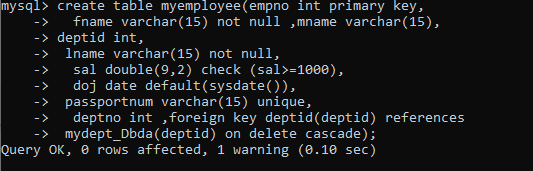 mysql> create table myemployee(empno int primary key,
    ->    fname varchar(15) not null ,mname varchar(15),
    -> deptid int,
    ->  lname varchar(15) not null,
    ->   sal double(9,2) check (sal>=1000),
    ->   doj date default(sysdate()),
    ->  passportnum varchar(15) unique,
    ->   deptno int ,foreign key deptid(deptid) references
    ->  mydept_Dbda(deptid) on delete cascade);
Query OK, 0 rows affected, 1 warning (0.10 sec)